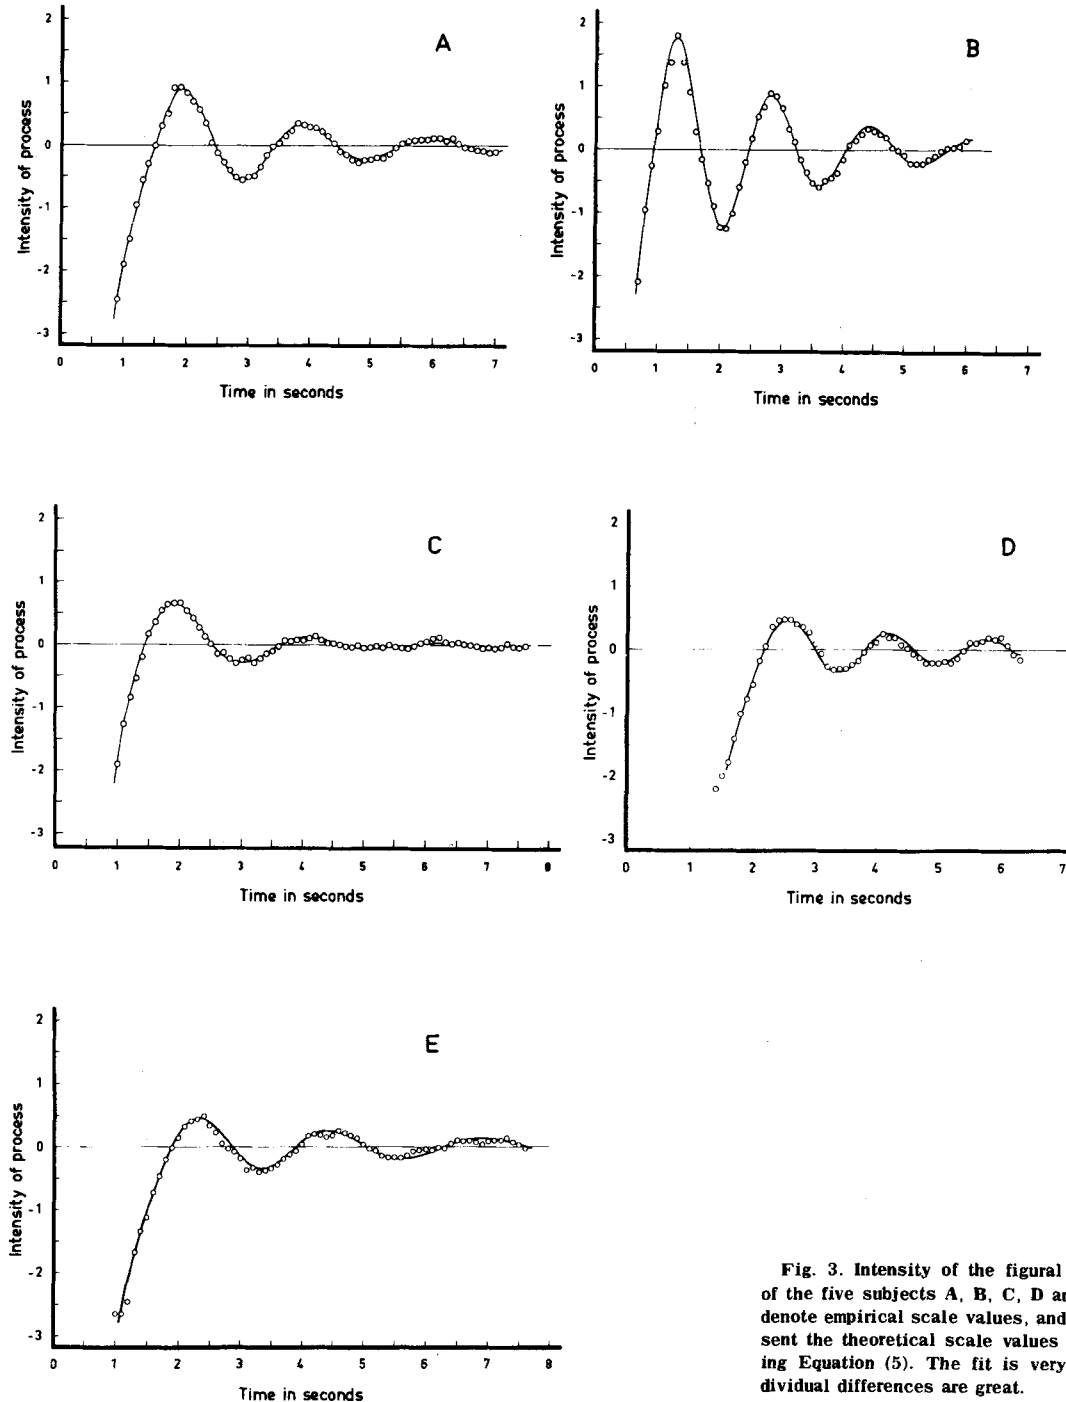 A
2
1
0
-1
-2
-3
Intensity of process
0 1 2 3 4 5 6 7
Time in seconds
B
2
1
0
-1
-2
-3
Intensity of process
0 1 2 3 4 5 6 7
Time in seconds
C
2
1
0
-1
-2
-3
Intensity of process
0 1 2 3 4 5 6 7 8
Time in seconds
D
2
1
0
-1
-2
-3
Intensity of process
0 1 2 3 4 5 6 7
Time in seconds
E
2
1
0
-1
-2
-3
Intensity of process
0 1 2 3 4 5 6 7 8
Time in seconds
Fig. 3. Intensity of the figural
of the five subjects A, B, C, D
denote empirical scale values, and
sent the theoretical scale values
ing Equation (5). The fit is very
dividual differences are great.